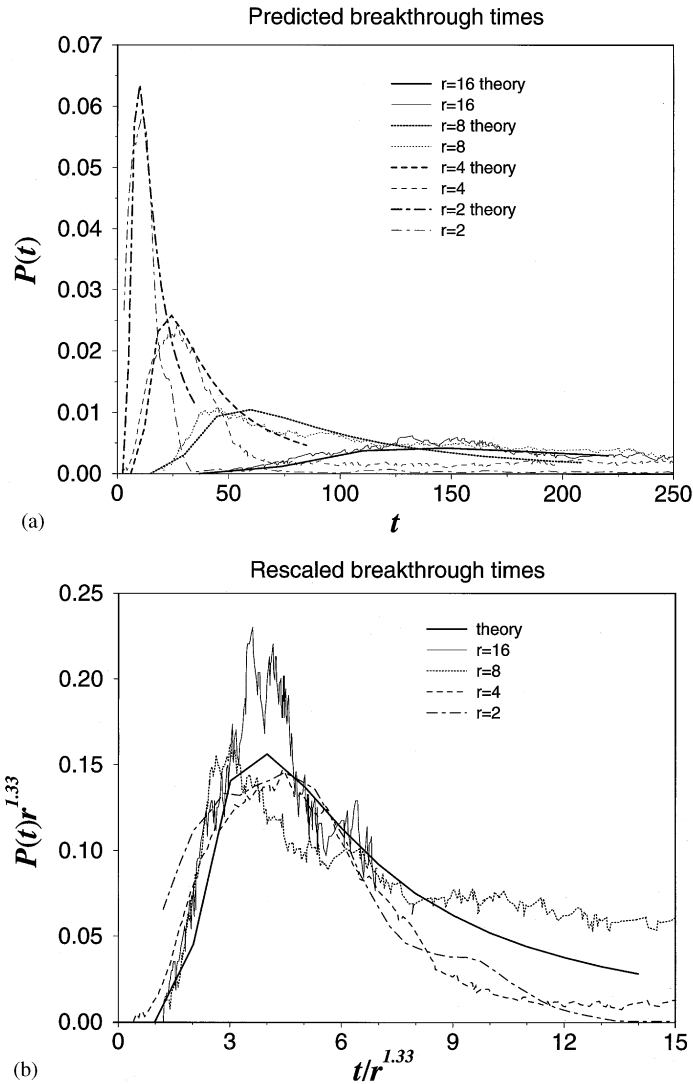 Predicted breakthrough times
0.07
0.06
0.05
0.04
0.03
0.02
0.01
0.00
P(t)
r=16 theory
r=16
r=8 theory
r=8
r=4 theory
r=4
r=2 theory
r=2
0 50 100 150 200 250
(a)
t
Rescaled breakthrough times
0.25
0.20
0.15
0.10
0.05
0.00
P(t)r^1.33
theory
r=16
r=8
r=4
r=2
0 3 6 9 12 15
(b)
t/r^1.33